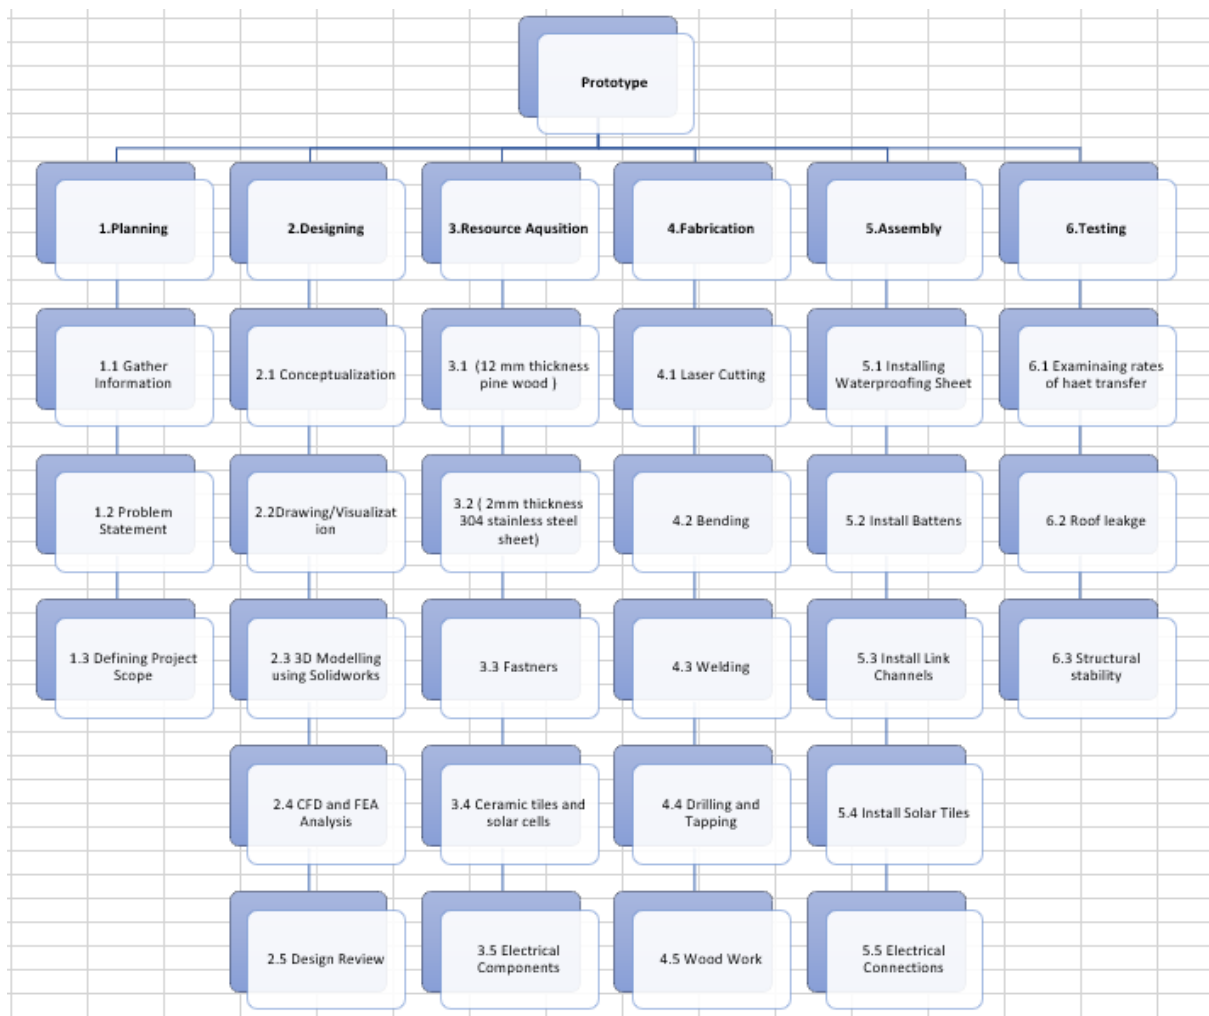 Prototype
1.Planning
2.Designing
3.Resource Aqusition
4.Fabrication
5.Assembly
6.Testing
1.1 Gather
Information
2.1 Conceptualization
3.1 (12 mm thickness
pine wood )
4.1 Laser Cutting
5.1 Installing
Waterproofing Sheet
6.1 Examinaing rates
of haet transfer
1.2 Problem
Statement
2.2Drawing/Visualizat
ion
3.2 ( 2mm thickness
304 stainless steel
sheet)
4.2 Bending
5.2 Install Battens
6.2 Roof leakge
1.3 Defining Project
Scope
2.3 3D Modelling
using Solidworks
3.3 Fastners
4.3 Welding
5.3 Install Link
Channels
6.3 Structural
stability
2.4 CFD and FEA
Analysis
3.4 Ceramic tiles and
solar cells
4.4 Drilling and
Tapping
5.4 Install Solar Tiles
2.5 Design Review
3.5 Electrical
Components
4.5 Wood Work
5.5 Electrical
Connections